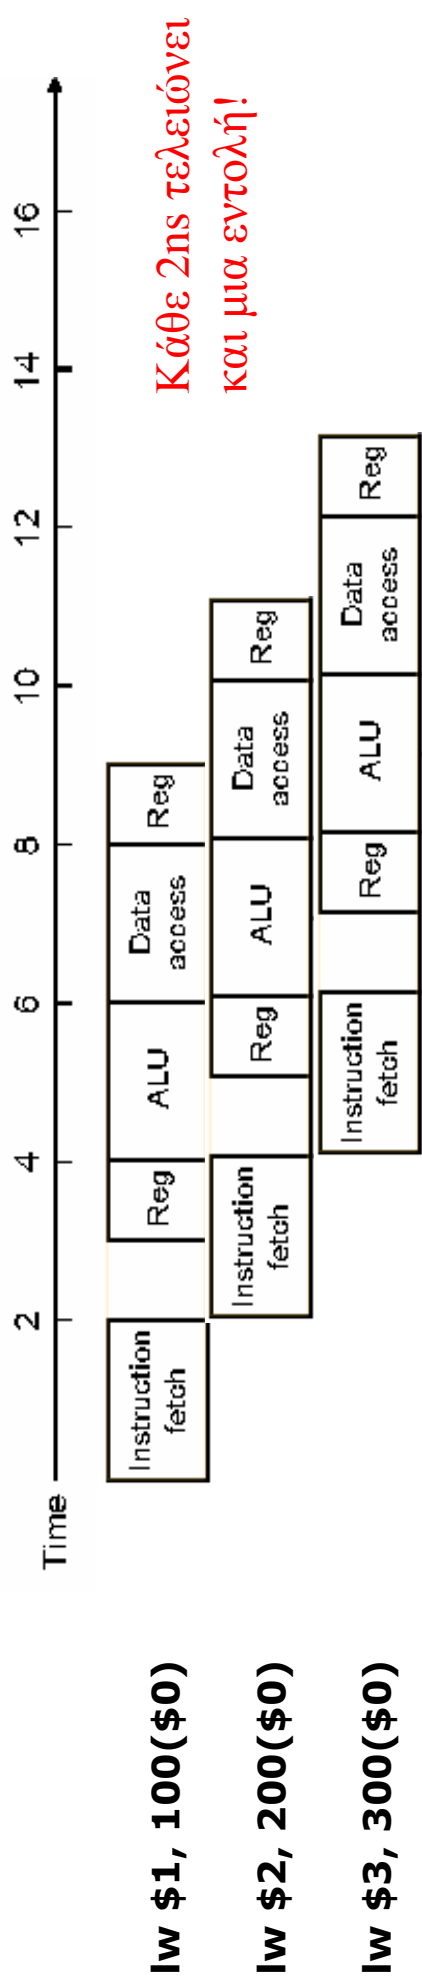 Time 2 4 6 8 10 12 14 16
lw $1, 100($0)
Instruction
fetch
Reg
ALU
Data
access
Reg
Κάθε 2ns τελειώνει
και μια εντολή!
lw $2, 200($0)
Instruction
fetch
Reg
ALU
Data
access
Reg
lw $3, 300($0)
Instruction
fetch
Reg
ALU
Data
access
Reg